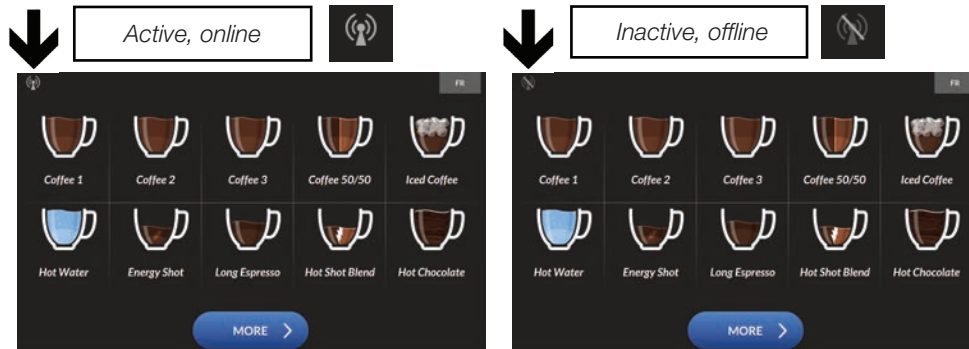 Active, online
Inactive, offline
FR
Coffee 1 Coffee 2 Coffee 3 Coffee 50/50 Iced Coffee
Hot Water Energy Shot Long Espresso Hot Shot Blend Hot Chocolate
MORE
FR
Coffee 1 Coffee 2 Coffee 3 Coffee 50/50 Iced Coffee
Hot Water Energy Shot Long Espresso Hot Shot Blend Hot Chocolate
MORE